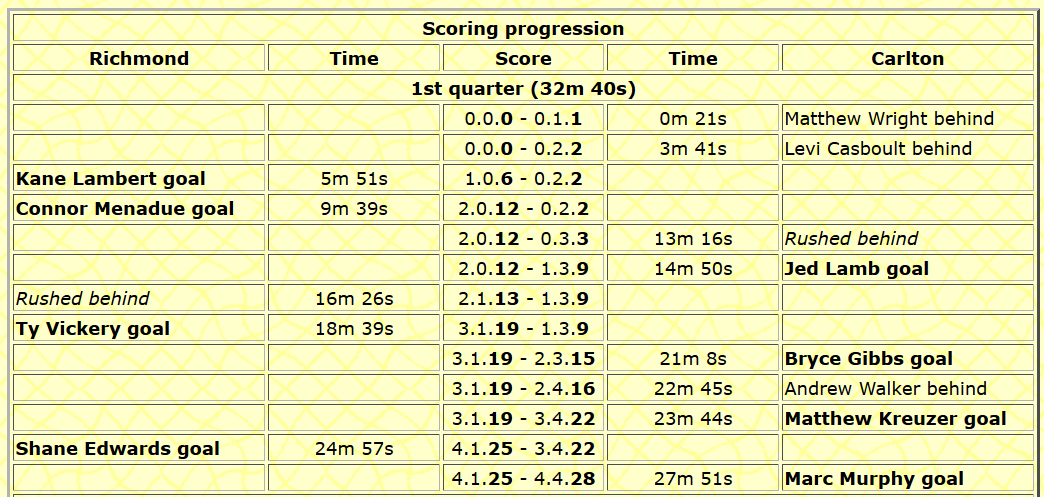 Scoring progression
Richmond Time Score Time Carlton
1st quarter (32m 40s)
0.0.0 - 0.1.1 0m 21s Matthew Wright behind
0.0.0 - 0.2.2 3m 41s Levi Casboult behind
Kane Lambert goal 5m 51s 1.0.6 - 0.2.2
Connor Menadue goal 9m 39s 2.0.12 - 0.2.2
2.0.12 - 0.3.3 13m 16s Rushed behind
2.0.12 - 1.3.9 14m 50s Jed Lamb goal
Rushed behind 16m 26s 2.1.13 - 1.3.9
Ty Vickery goal 18m 39s 3.1.19 - 1.3.9
3.1.19 - 2.3.15 21m 8s Bryce Gibbs goal
3.1.19 - 2.4.16 22m 45s Andrew Walker behind
3.1.19 - 3.4.22 23m 44s Matthew Kreuzer goal
Shane Edwards goal 24m 57s 4.1.25 - 3.4.22
4.1.25 - 4.4.28 27m 51s Marc Murphy goal